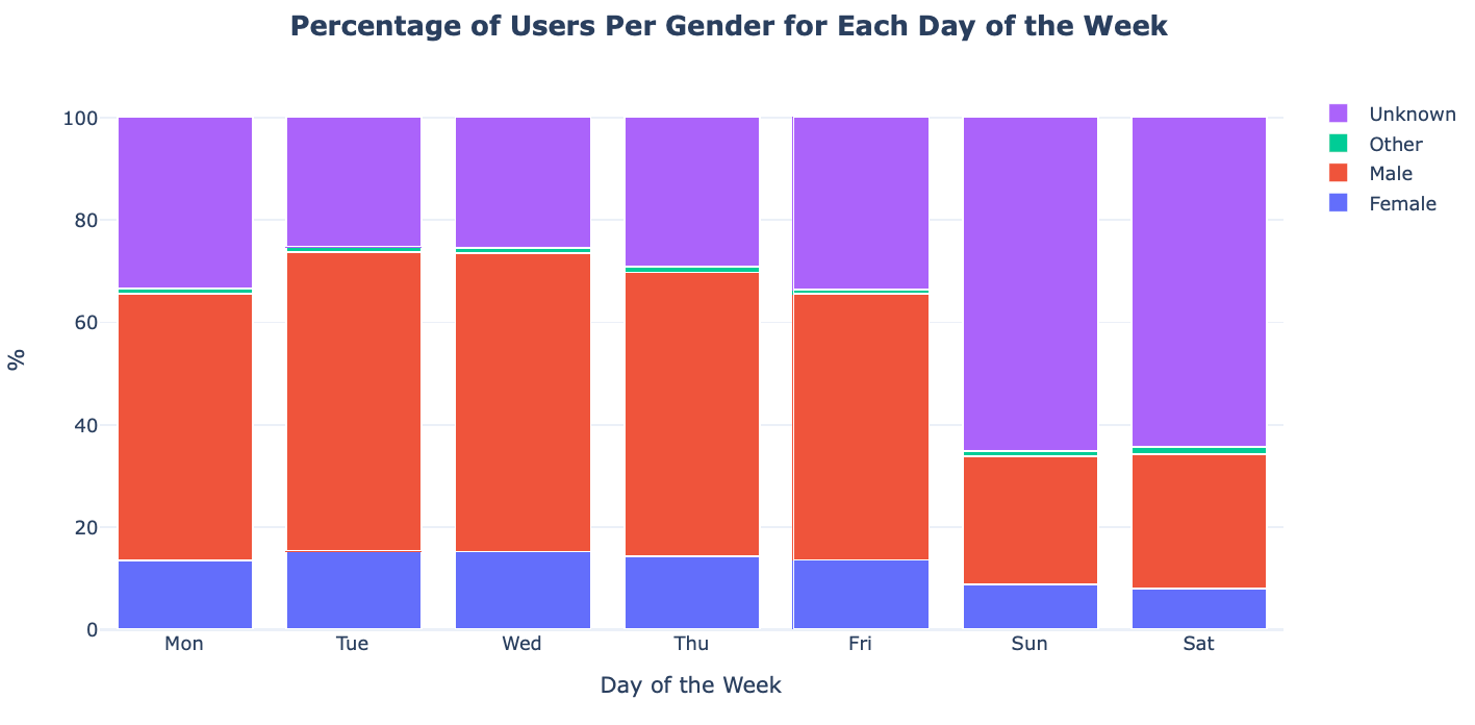 Percentage of Users Per Gender for Each Day of the Week
100
80
60
40
20
0
%
Mon Tue Wed Thu Fri Sun Sat
Day of the Week
Unknown
Other
Male
Female